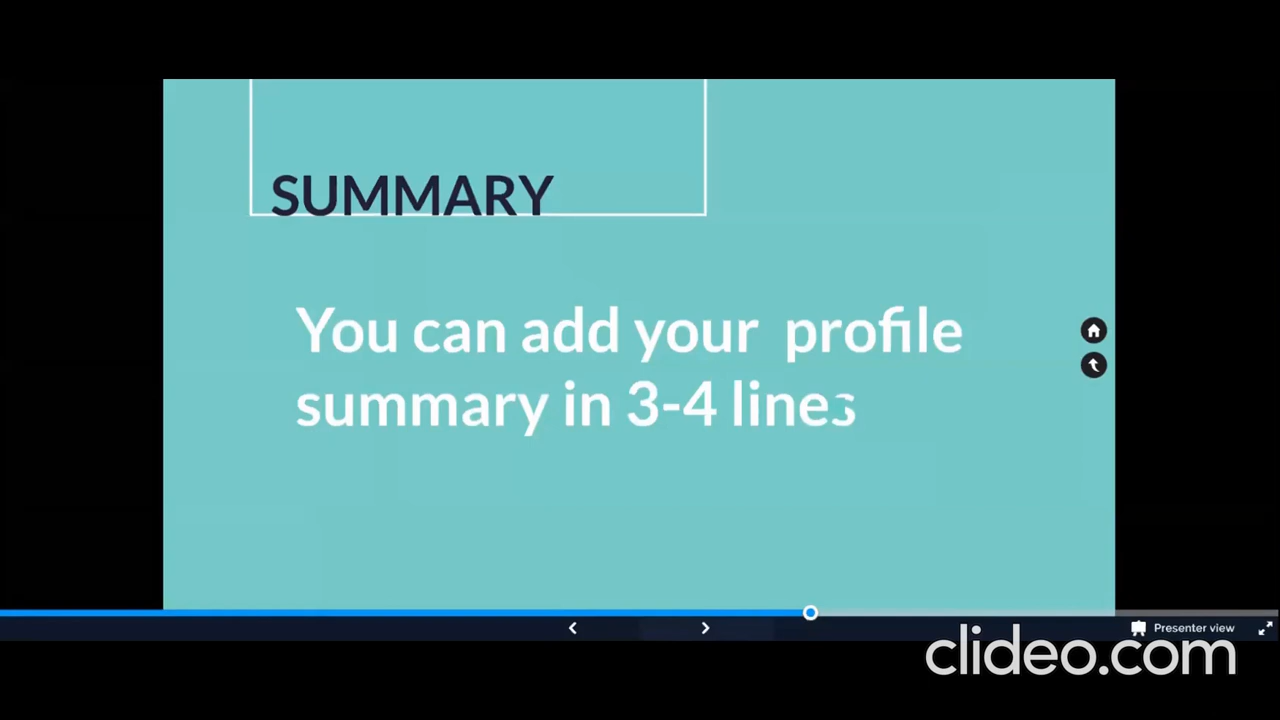 SUMMARY
You can add your profile
summary in 3-4 lines
Presenter view
clideo.com